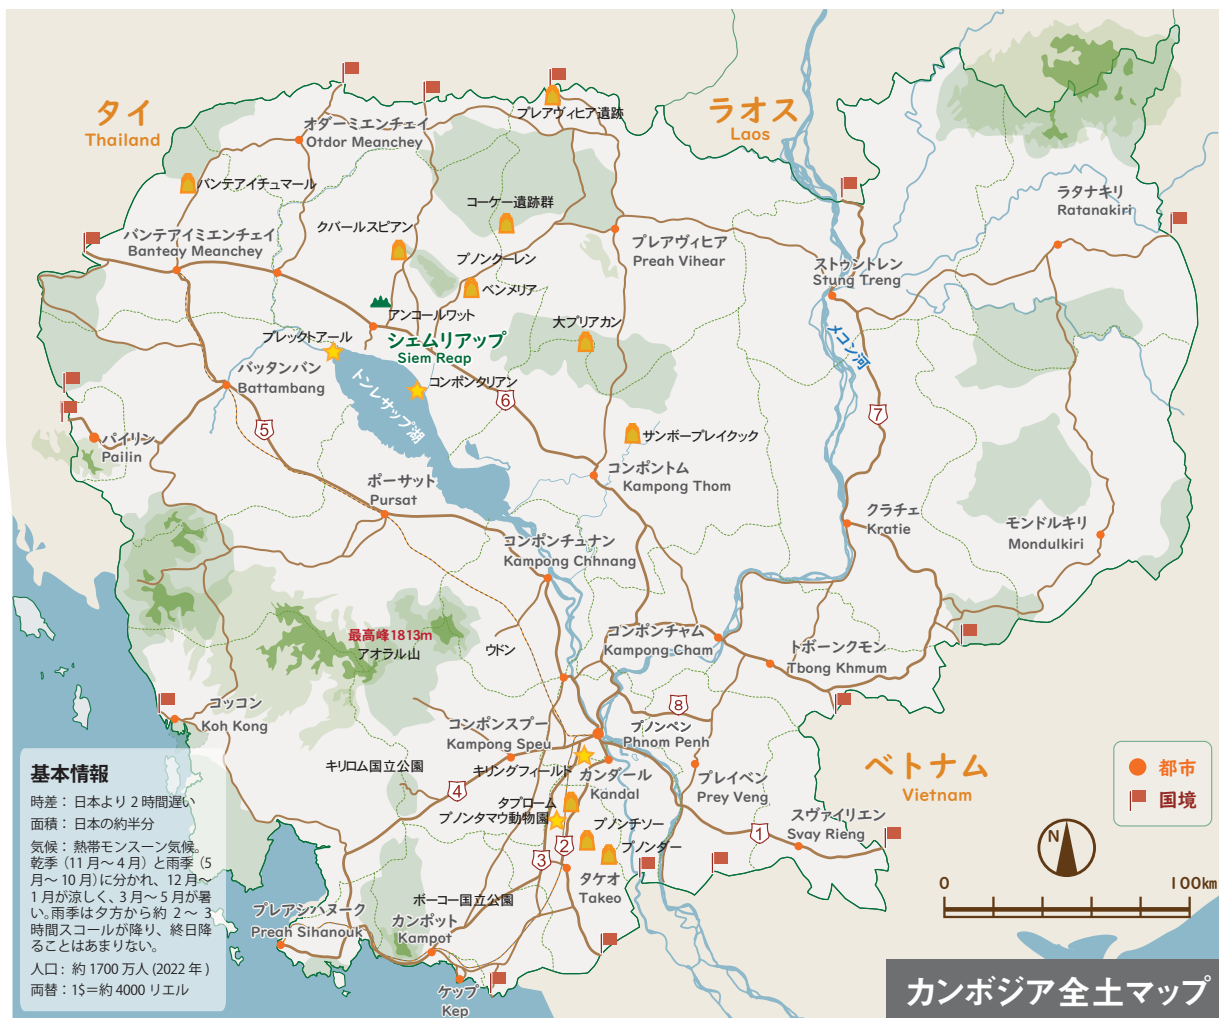 タイ
Thailand
ラオス
Laos
プレアヴィヒア遺跡
オダーミエンチェイ
Otdor Meanchey
バンテアイチュマール
コーケー遺跡群
ラタナキリ
Ratanakiri
バンテアイミエンチェイ
Banteay Meanchey
クバールスピアン
プレアヴィヒア
Preah Vihear
プノンクーレン
ストゥンドレン
Stung Treng
ベンメリア
アンコールワット
大プリアカン
プレックトアール
シェムリアップ
Siem Reap
メコン河
バッタンバン
Battambang
トンレサップ湖
コンポンタリアン
6
7
5
パイリン
Pailin
サンボープレイクック
コンポントム
Kampong Thom
ポーサット
Pursat
クラチェ
Kratie
モンドルキリ
Mondulkiri
コンポンチュナン
Kampong Chhnang
最高峰1813m
アオラル山
ウドン
コンポンチャム
Kampong Cham
トボーンクモン
Tbong Khmum
コッコン
Koh Kong
8
コンポンスプー
Kampong Speu
プノンペン
Phnom Penh
キリロム国立公園
キリングフィールド
カンダール
Kandal
プレイベン
Prey Veng
ベトナム
Vietnam
都市
国境
4
タプローム
プノンタマウ動物園
プノンチソー
プノンダー
スヴァイリエン
Svay Rieng
1
2
3
タケオ
Takeo
N
0
100km
ボーコー国立公園
プレアシハヌーク
Preah Sihanouk
カンポット
Kampot
ケップ
Kep
基本情報
時差：日本より2時間遅い
面積：日本の約半分
気候：熱帯モンスーン気候。
乾季（11月～4月）と雨季（5
月～10月）に分かれ、12月～
1月が涼しく、3月～5月が暑
い。雨季は夕方から約 2～3
時間スコールが降り、終日降
ることはあまりない。
人口：約1700万人(2022年)
両替：1$＝約4000リエル
カンボジア全土マップ